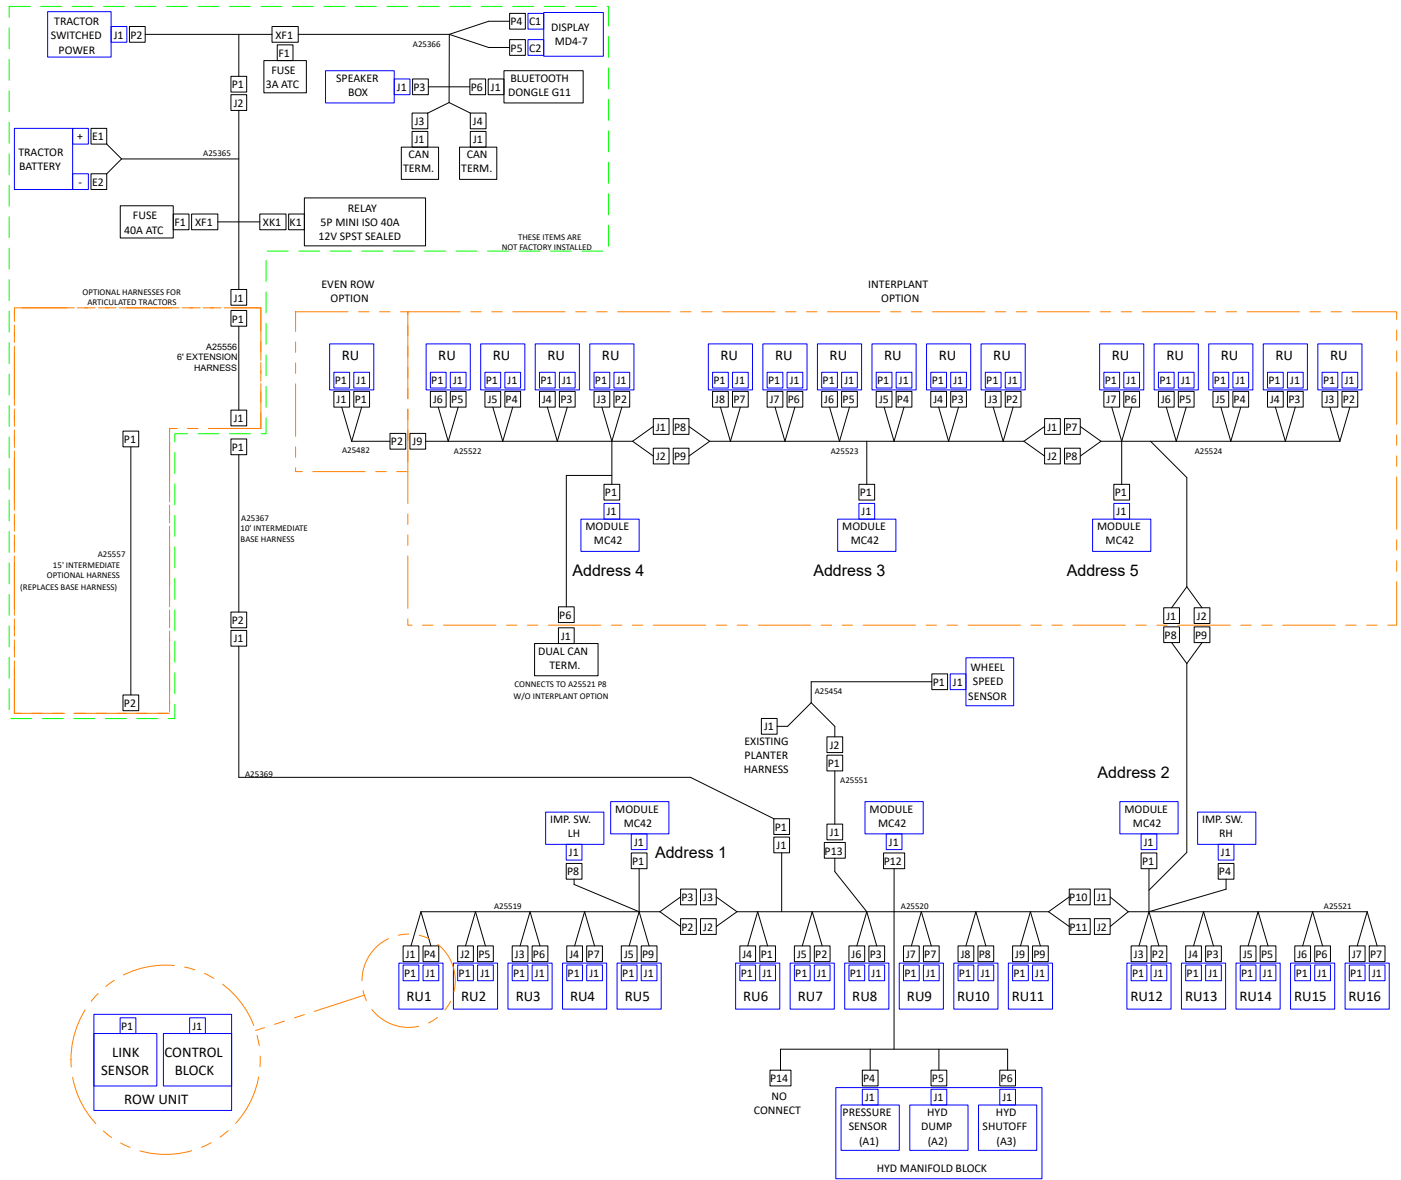 TRACTOR
SWITCHED
POWER
J1
P2
XF1
F1
FUSE
3A ATC
A25366
P4
C1
P5
C2
DISPLAY
MD4-7
SPEAKER
BOX
J1
P3
P6
J1
BLUETOOTH
DONGLE G11
J3
J1
CAN
TERM.
J4
J1
CAN
TERM.
P1
J2
TRACTOR
BATTERY
+
E1
-
E2
A25365
FUSE
40A ATC
F1
XF1
XK1
K1
RELAY
5P MINI ISO 40A
12V SPST SEALED
THESE ITEMS ARE
NOT FACTORY INSTALLED
OPTIONAL HARNESSES FOR
ARTICULATED TRACTORS
J1
P1
A25556
6' EXTENSION
HARNESS
J1
P1
P1
A25367
10' INTERMEDIATE
BASE HARNESS
A25557
15' INTERMEDIATE
OPTIONAL HARNESS
(REPLACES BASE HARNESS)
P2
J1
P2
EVEN ROW
OPTION
INTERPLANT
OPTION
RU
P1 J1
J1 P1
RU
P1 J1
J6 P5
RU
P1 J1
J5 P4
RU
P1 J1
J4 P3
RU
P1 J1
J3 P2
RU
P1 J1
J8 P7
RU
P1 J1
J7 P6
RU
P1 J1
J6 P5
RU
P1 J1
J5 P4
RU
P1 J1
J4 P3
RU
P1 J1
J3 P2
RU
P1 J1
J7 P6
RU
P1 J1
J6 P5
RU
P1 J1
J5 P4
RU
P1 J1
J4 P3
RU
P1 J1
J3 P2
A25482
P2
J9
A25522
J1 P8
J2 P9
A25523
J1 P7
J2 P8
A25524
P1
J1
MODULE
MC42
Address 4
P1
J1
MODULE
MC42
Address 3
P1
J1
MODULE
MC42
Address 5
P6
J1
DUAL CAN
TERM.
CONNECTS TO A25521 P8
W/O INTERPLANT OPTION
J1 J2
P8 P9
WHEEL
SPEED
SENSOR
P1
J1
A25454
J1
EXISTING
PLANTER
HARNESS
J2
P1
A25551
J1
P13
A25369
P1
J1
IMP. SW.
LH
J1
P8
MODULE
MC42
J1
P1
Address 1
MODULE
MC42
J1
P12
Address 2
MODULE
MC42
J1
P1
IMP. SW.
RH
J1
P4
A25519
P3 J3
P2 J2
A25520
P10 J1
P11 J2
A25521
J1 P4
P1 J1
RU1
J2 P5
P1 J1
RU2
J3 P6
P1 J1
RU3
J4 P7
P1 J1
RU4
J5 P9
P1 J1
RU5
J4 P1
P1 J1
RU6
J5 P2
P1 J1
RU7
J6 P3
P1 J1
RU8
J7 P7
P1 J1
RU9
J8 P8
P1 J1
RU10
J9 P9
P1 J1
RU11
J3 P2
P1 J1
RU12
J4 P3
P1 J1
RU13
J5 P5
P1 J1
RU14
J6 P6
P1 J1
RU15
J7 P7
P1 J1
RU16
P1
LINK
SENSOR
J1
CONTROL
BLOCK
ROW UNIT
P14
NO
CONNECT
P4
J1
PRESSURE
SENSOR
(A1)
P5
J1
HYD
DUMP
(A2)
P6
J1
HYD
SHUTOFF
(A3)
HYD MANIFOLD BLOCK